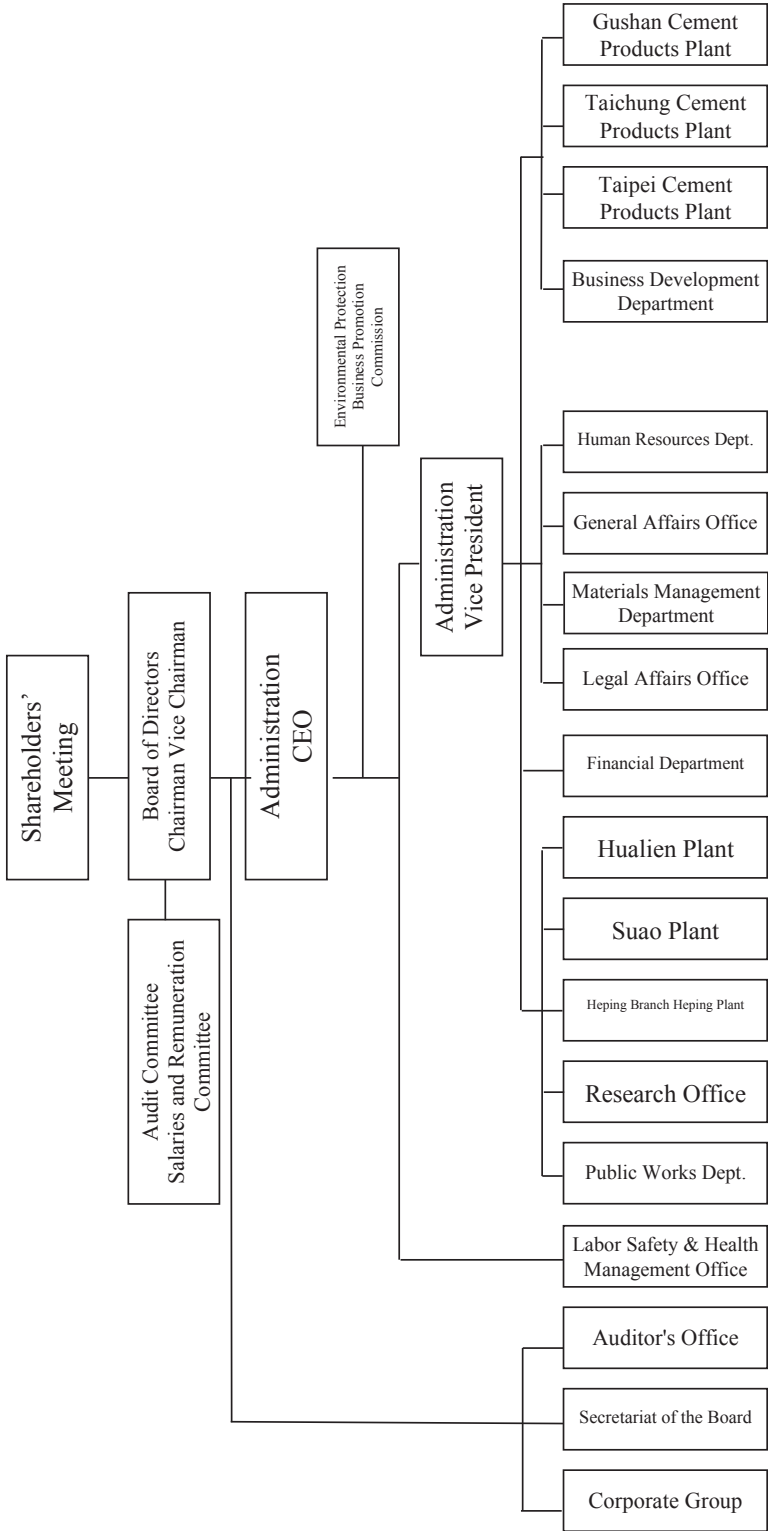 Shareholders’
Meeting
Board of Directors
Chairman Vice Chairman
Audit Committee
Salaries and Remuneration
Committee
Administration
CEO
Environmental Protection
Business Promotion
Commission
Administration
Vice President
Gushan Cement
Products Plant
Taichung Cement
Products Plant
Taipei Cement
Products Plant
Business Development
Department
Human Resources Dept.
General Affairs Office
Materials Management
Department
Legal Affairs Office
Financial Department
Hualien Plant
Suao Plant
Heping Branch Heping Plant
Research Office
Public Works Dept.
Labor Safety & Health
Management Office
Auditor's Office
Secretariat of the Board
Corporate Group